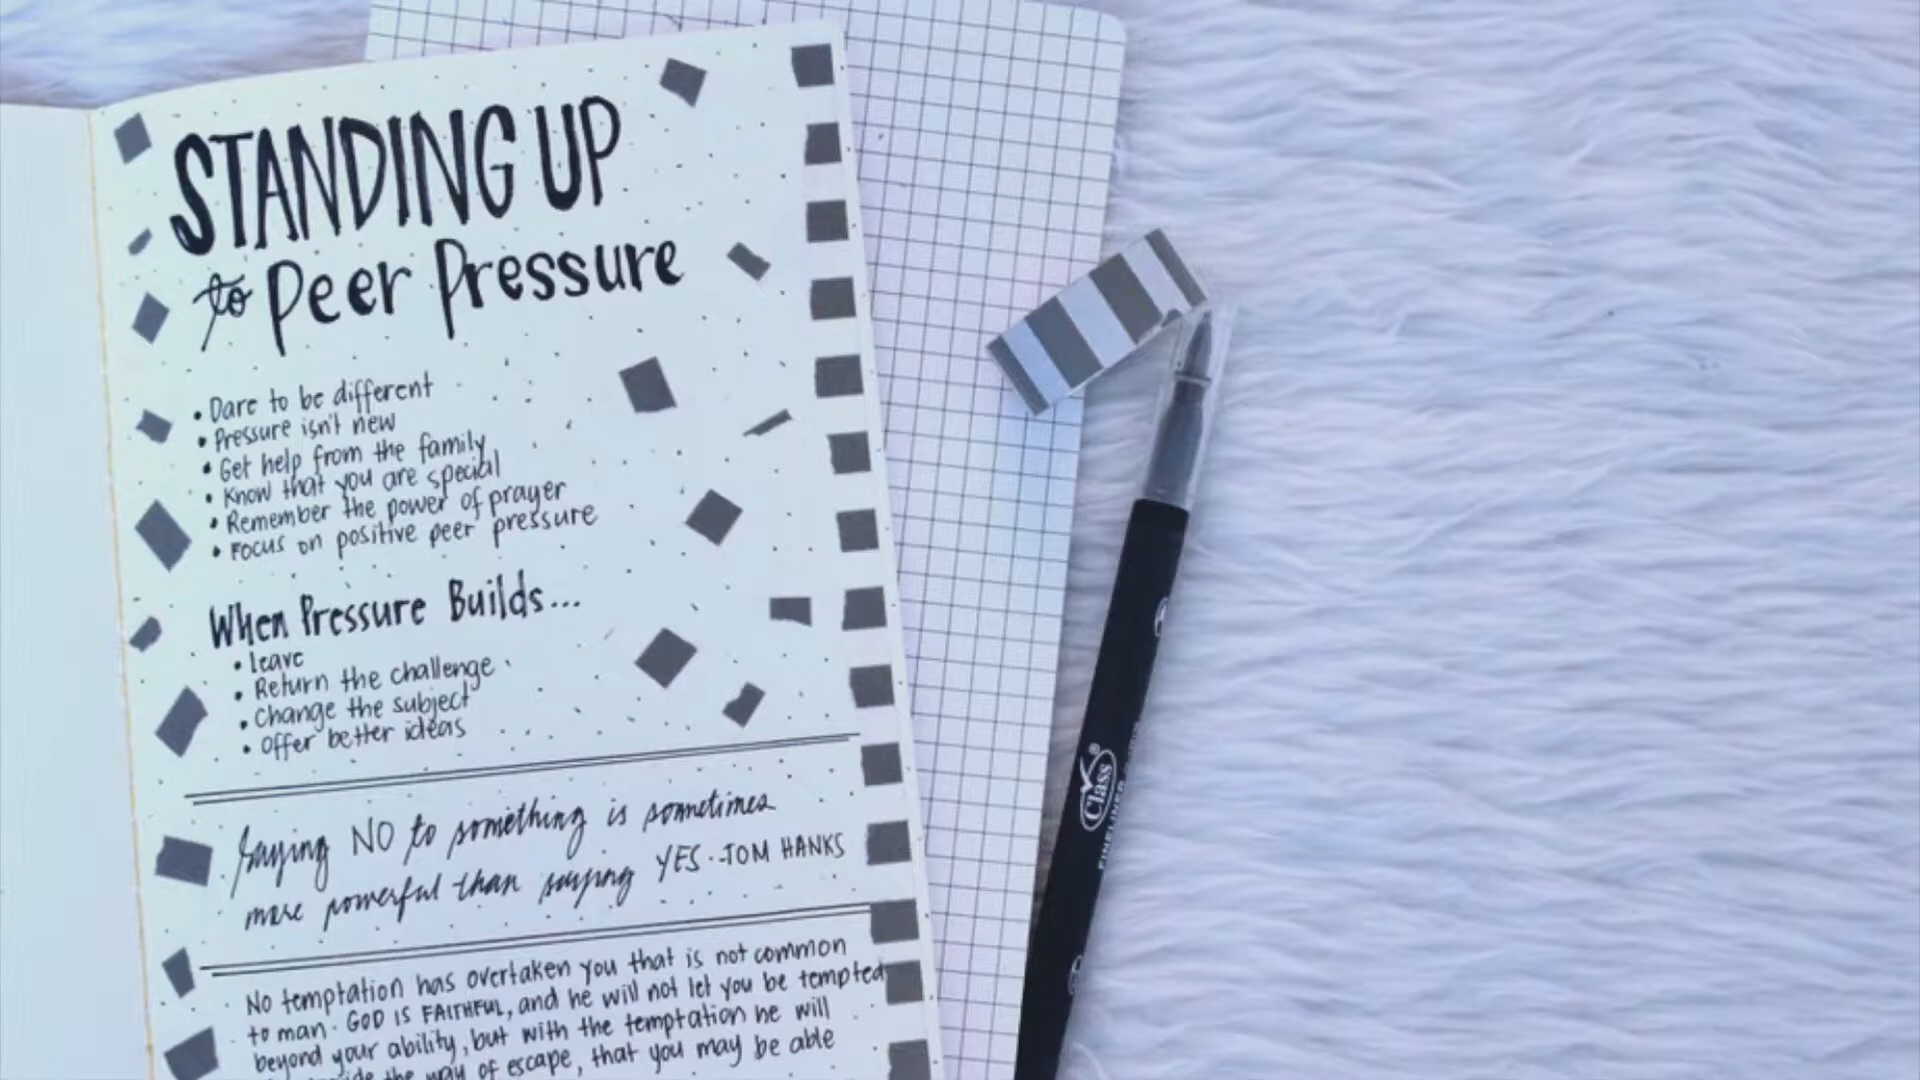 STANDING UP
to Peer Pressure
• Dare to be different
• Pressure isn't new
• Get help from the family
• Know that you are special
• Remember the power of prayer
• Focus on positive peer pressure
When Pressure Builds...
• leave
• Return the challenge
• Change the subject
• Offer better ideas
Saying NO to something is sometimes
more powerful than saying YES. -TOM HANKS
No temptation has overtaken you that is not common
to man. GOD IS FAITHFUL, and he will not let you be tempted
beyond your ability, but with the temptation he will
the way of escape, that you may be able
Class
FINELINER